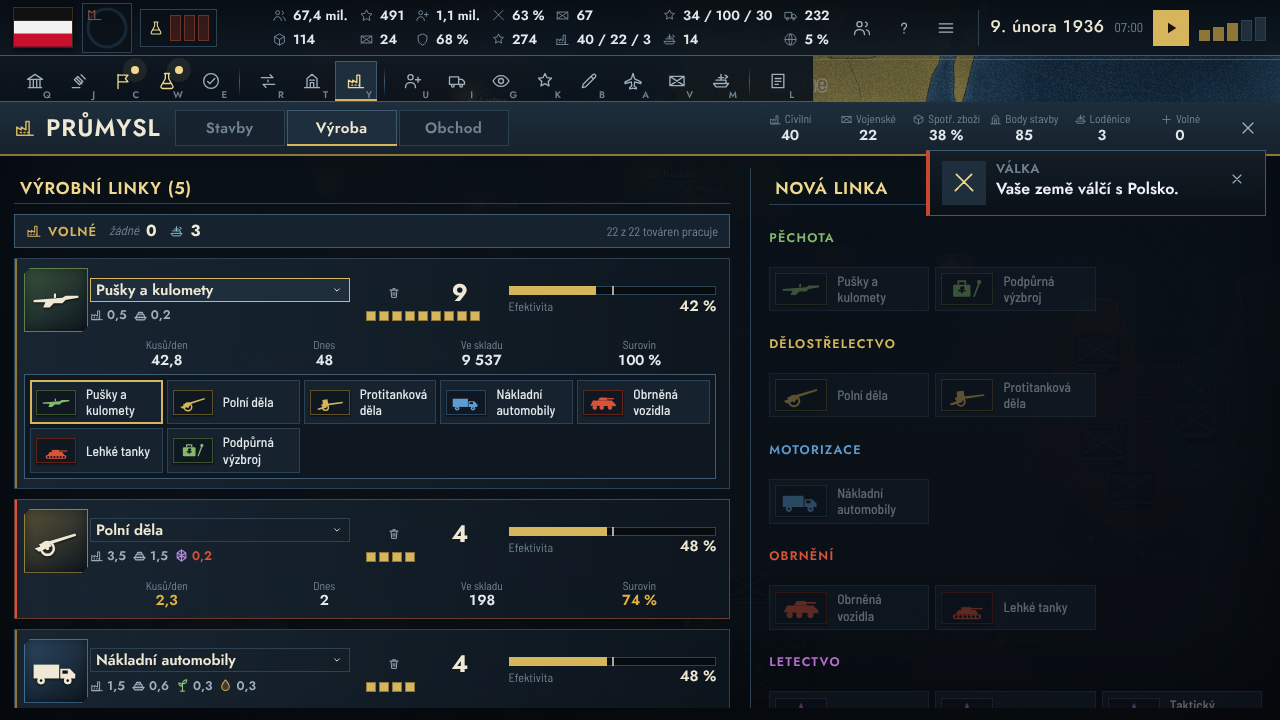 67,4 mil. 491 1,1 mil. 63 % 67 34 / 100 / 30 232
114 24 68 % 274 40 / 22 / 3 14 5 %
? 9. února 1936 07:00
Q J C W E R T Y U I G K B A V M L
PRŮMYSL Stavby Výroba Obchod
Civilní Vojenské Spotř. zboží Body stavby Loděnice Volné
40 22 38 % 85 3 0
VÁLKA
Vaše země válčí s Polsko.
VÝROBNÍ LINKY (5)
VOLNÉ žádné 0 3 22 z 22 továren pracuje
Pušky a kulomety 9
0,5 0,2
Efektivita 42 %
Kusů/den Dnes Ve skladu Surovin
42,8 48 9 537 100 %
Pušky a kulomety
Polní děla
Protitanková děla
Nákladní automobily
Obrněná vozidla
Lehké tanky
Podpůrná výzbroj
Polní děla 4
3,5 1,5 0,2
Efektivita 48 %
Kusů/den Dnes Ve skladu Surovin
2,3 2 198 74 %
Nákladní automobily 4
1,5 0,6 0,3 0,3
Efektivita 48 %
NOVÁ LINKA
PĚCHOTA
Pušky a kulomety
Podpůrná výzbroj
DĚLOSTŘELECTVO
Polní děla
Protitanková děla
MOTORIZACE
Nákladní automobily
OBRNĚNÍ
Obrněná vozidla
Lehké tanky
LETECTVO
Taktický